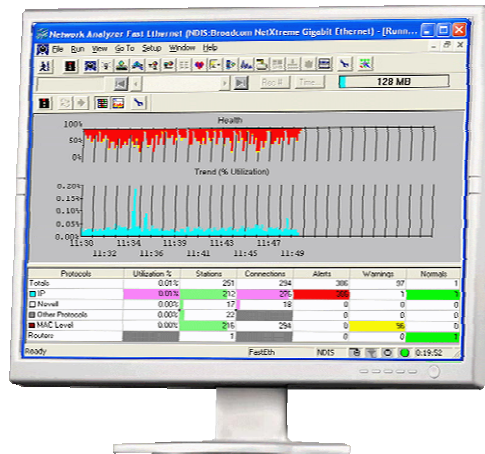 Network Analyzer Fast Ethernet (NDIS:Broadcom NetXtreme Gigabit Ethernet) - [Runn...
File Run View Go To Setup Window Help
Req # Time... 128 MB
Health
100%
50%
0%
Trend (% Utilization)
0.20%
0.15%
0.10%
0.05%
0.00%
11:30 11:34 11:39 11:43 11:47
11:32 11:36 11:41 11:45 11:49
Protocols Utilization % Stations Connections Alerts Warnings Normals
Totals 0.01% 251 294 386 97 1
IP 0.01% 212 276 386 1 1
Novell 0.00% 17 18 0 0 0
Other Protocols 0.00% 22 0 0 0
MAC Level 0.00% 216 294 0 96 0
Routers 1 0 0 1
Ready FastEth NDIS 0:19:52